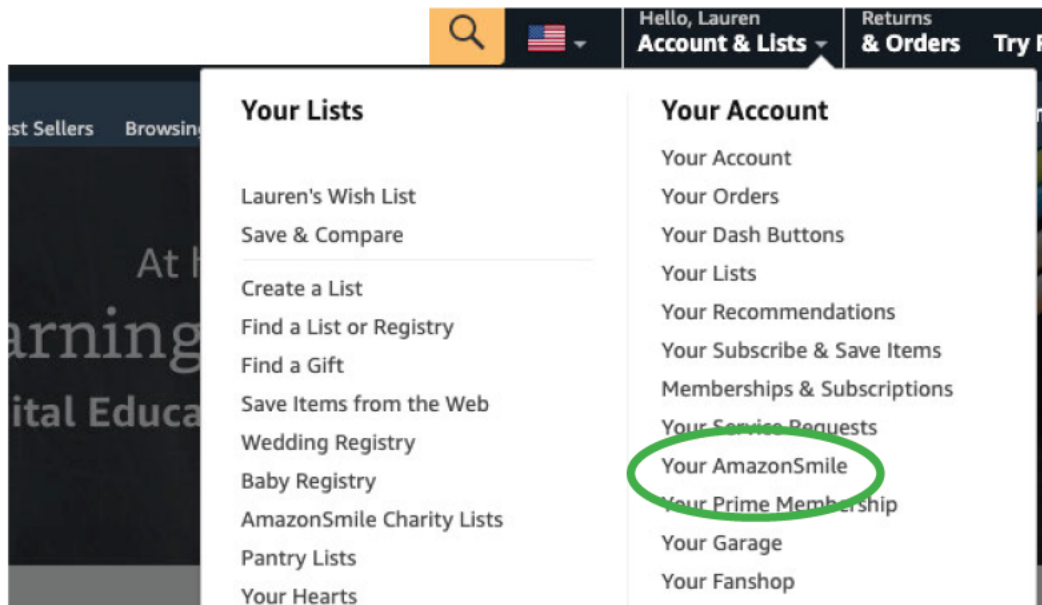 Hello, Lauren
Account & Lists
Returns
& Orders
Try
est Sellers
Browsing
Your Lists
Lauren's Wish List
Save & Compare
Create a List
Find a List or Registry
Find a Gift
Save Items from the Web
Wedding Registry
Baby Registry
AmazonSmile Charity Lists
Pantry Lists
Your Hearts
Your Account
Your Account
Your Orders
Your Dash Buttons
Your Lists
Your Recommendations
Your Subscribe & Save Items
Memberships & Subscriptions
Your Service Requests
Your AmazonSmile
Your Prime Membership
Your Garage
Your Fanshop
At
arning
ital Educa